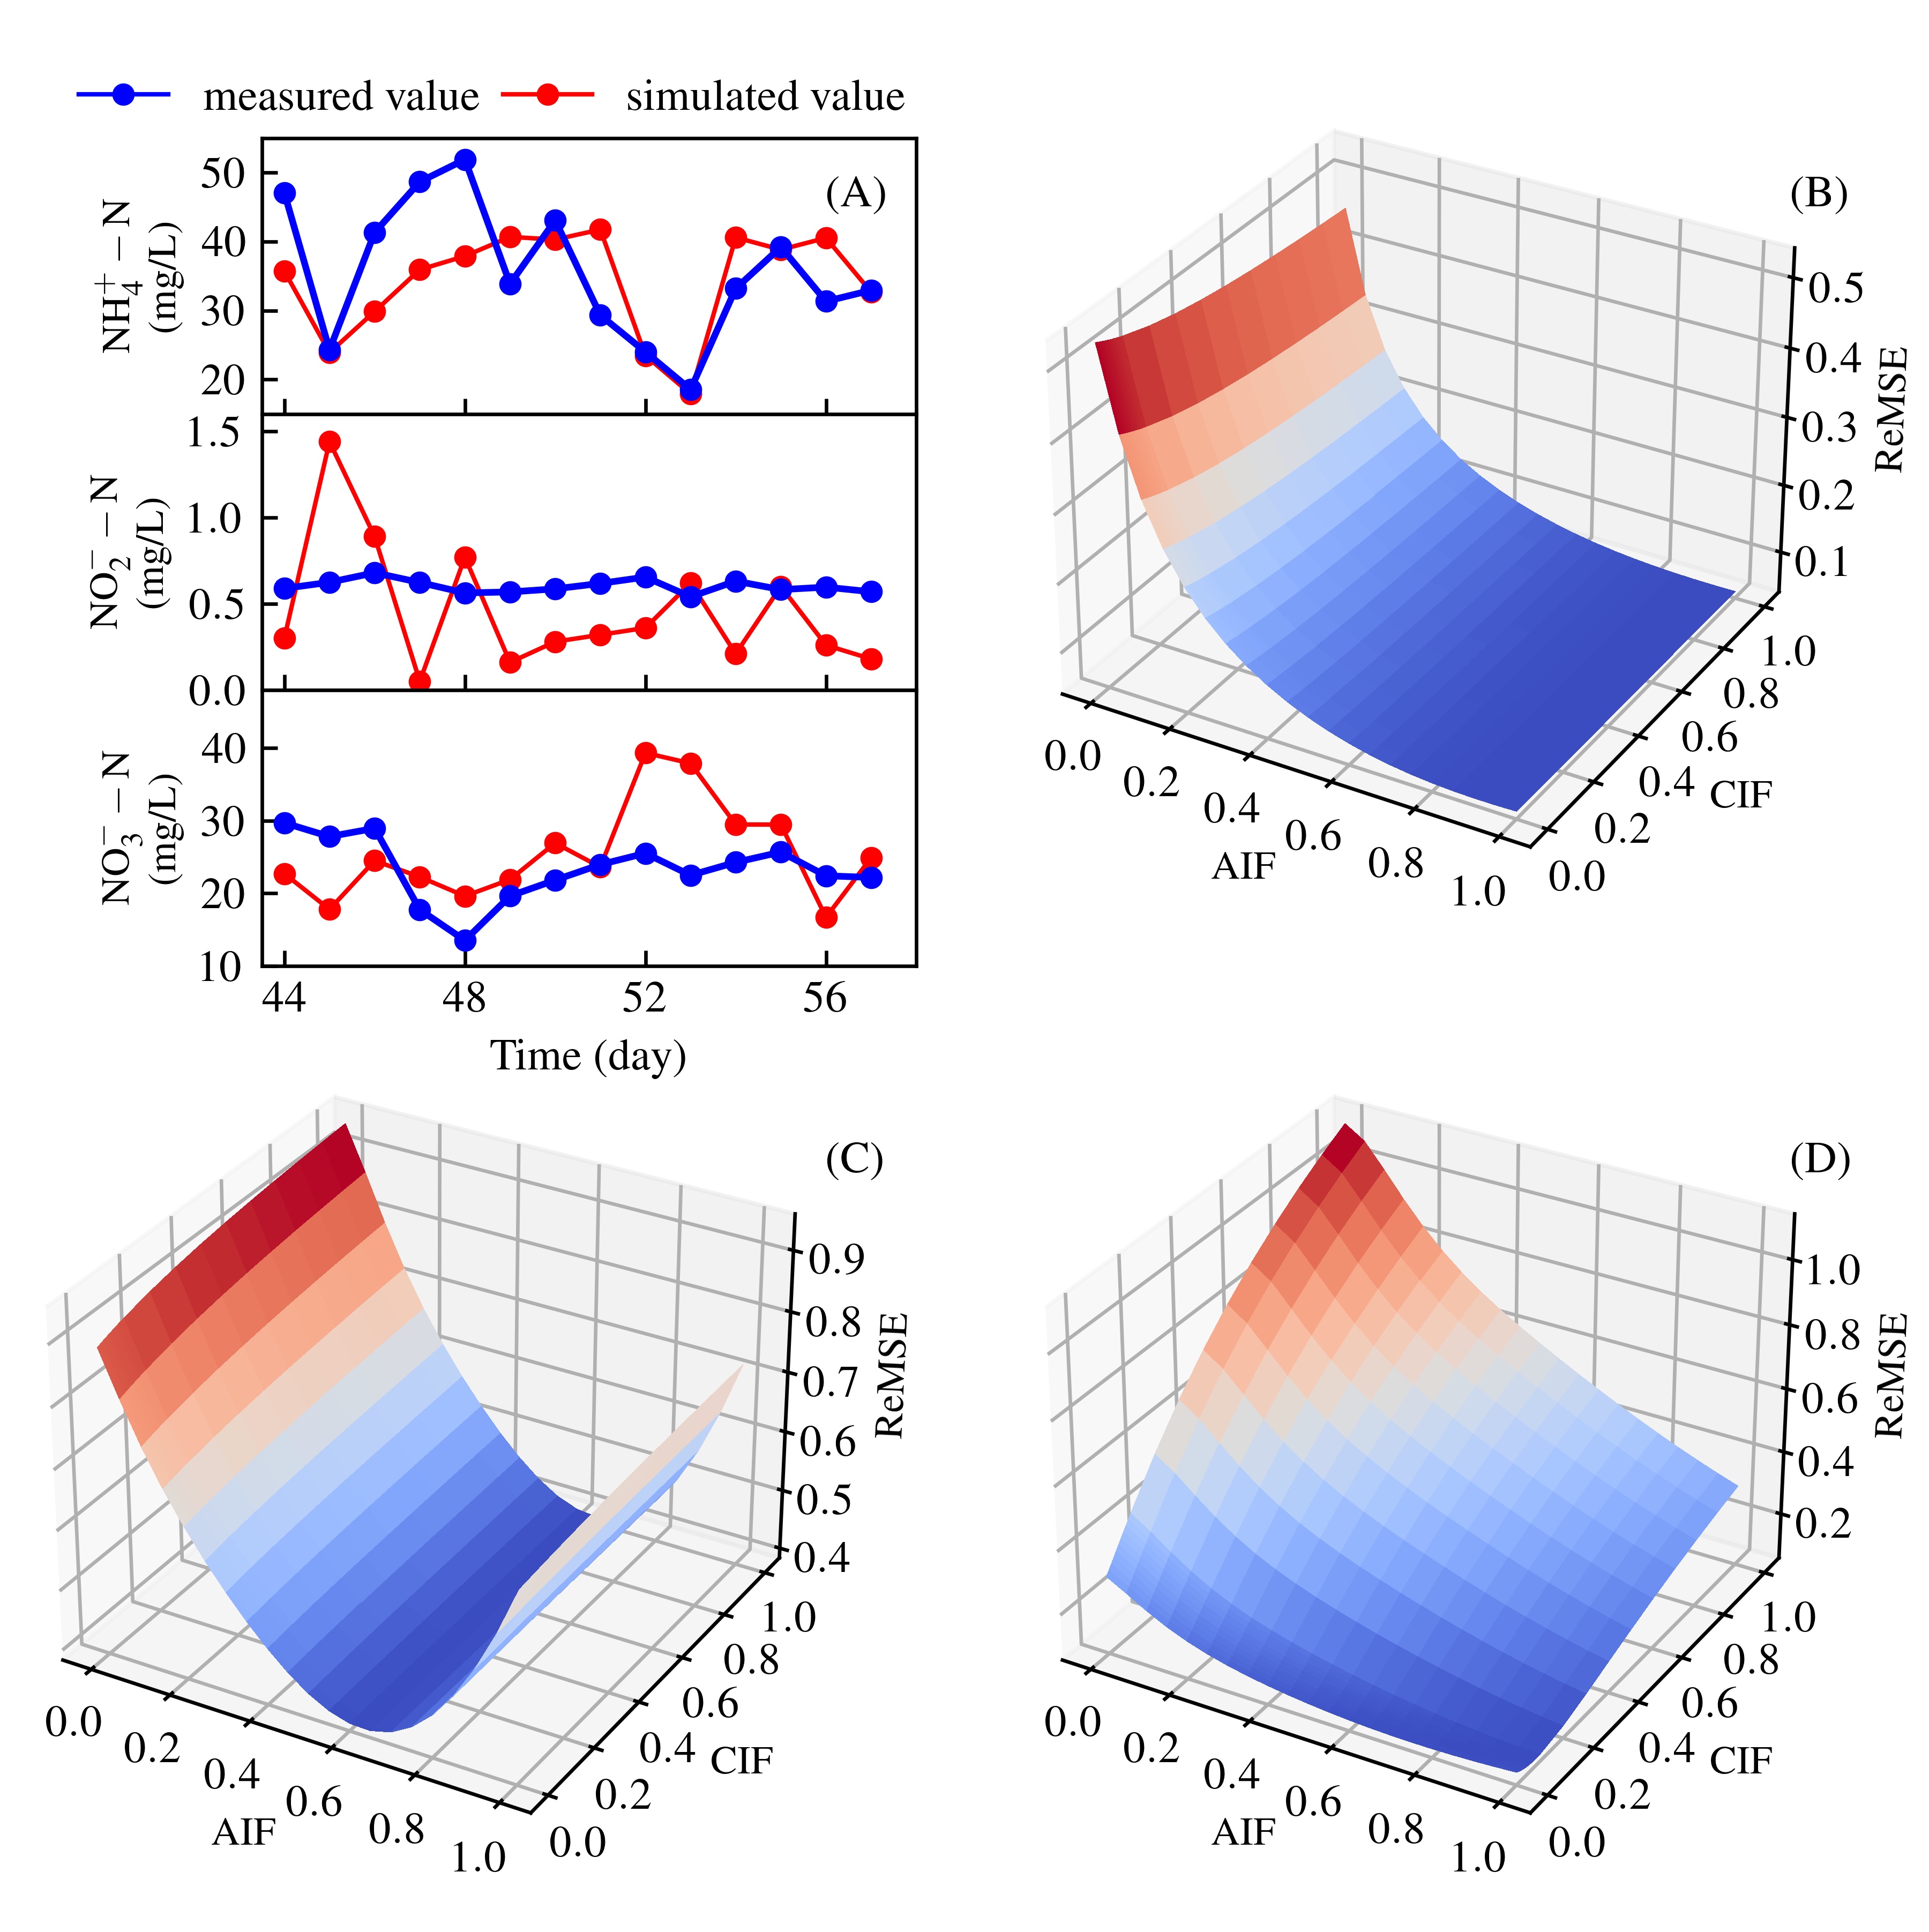 measured value simulated value
(A)
NH₄⁺ − N
(mg/L)
50
40
30
20
NO₂⁻ − N
(mg/L)
1.5
1.0
0.5
0.0
NO₃⁻ − N
(mg/L)
40
30
20
10
44 48 52 56
Time (day)
(B)
ReMSE
0.5
0.4
0.3
0.2
0.1
0.0 0.2 0.4 0.6 0.8 1.0
AIF
0.0 0.2 0.4 0.6 0.8 1.0
CIF
(C)
ReMSE
0.9
0.8
0.7
0.6
0.5
0.4
0.0 0.2 0.4 0.6 0.8 1.0
AIF
0.0 0.2 0.4 0.6 0.8 1.0
CIF
(D)
ReMSE
1.0
0.8
0.6
0.4
0.2
0.0 0.2 0.4 0.6 0.8 1.0
AIF
0.0 0.2 0.4 0.6 0.8 1.0
CIF